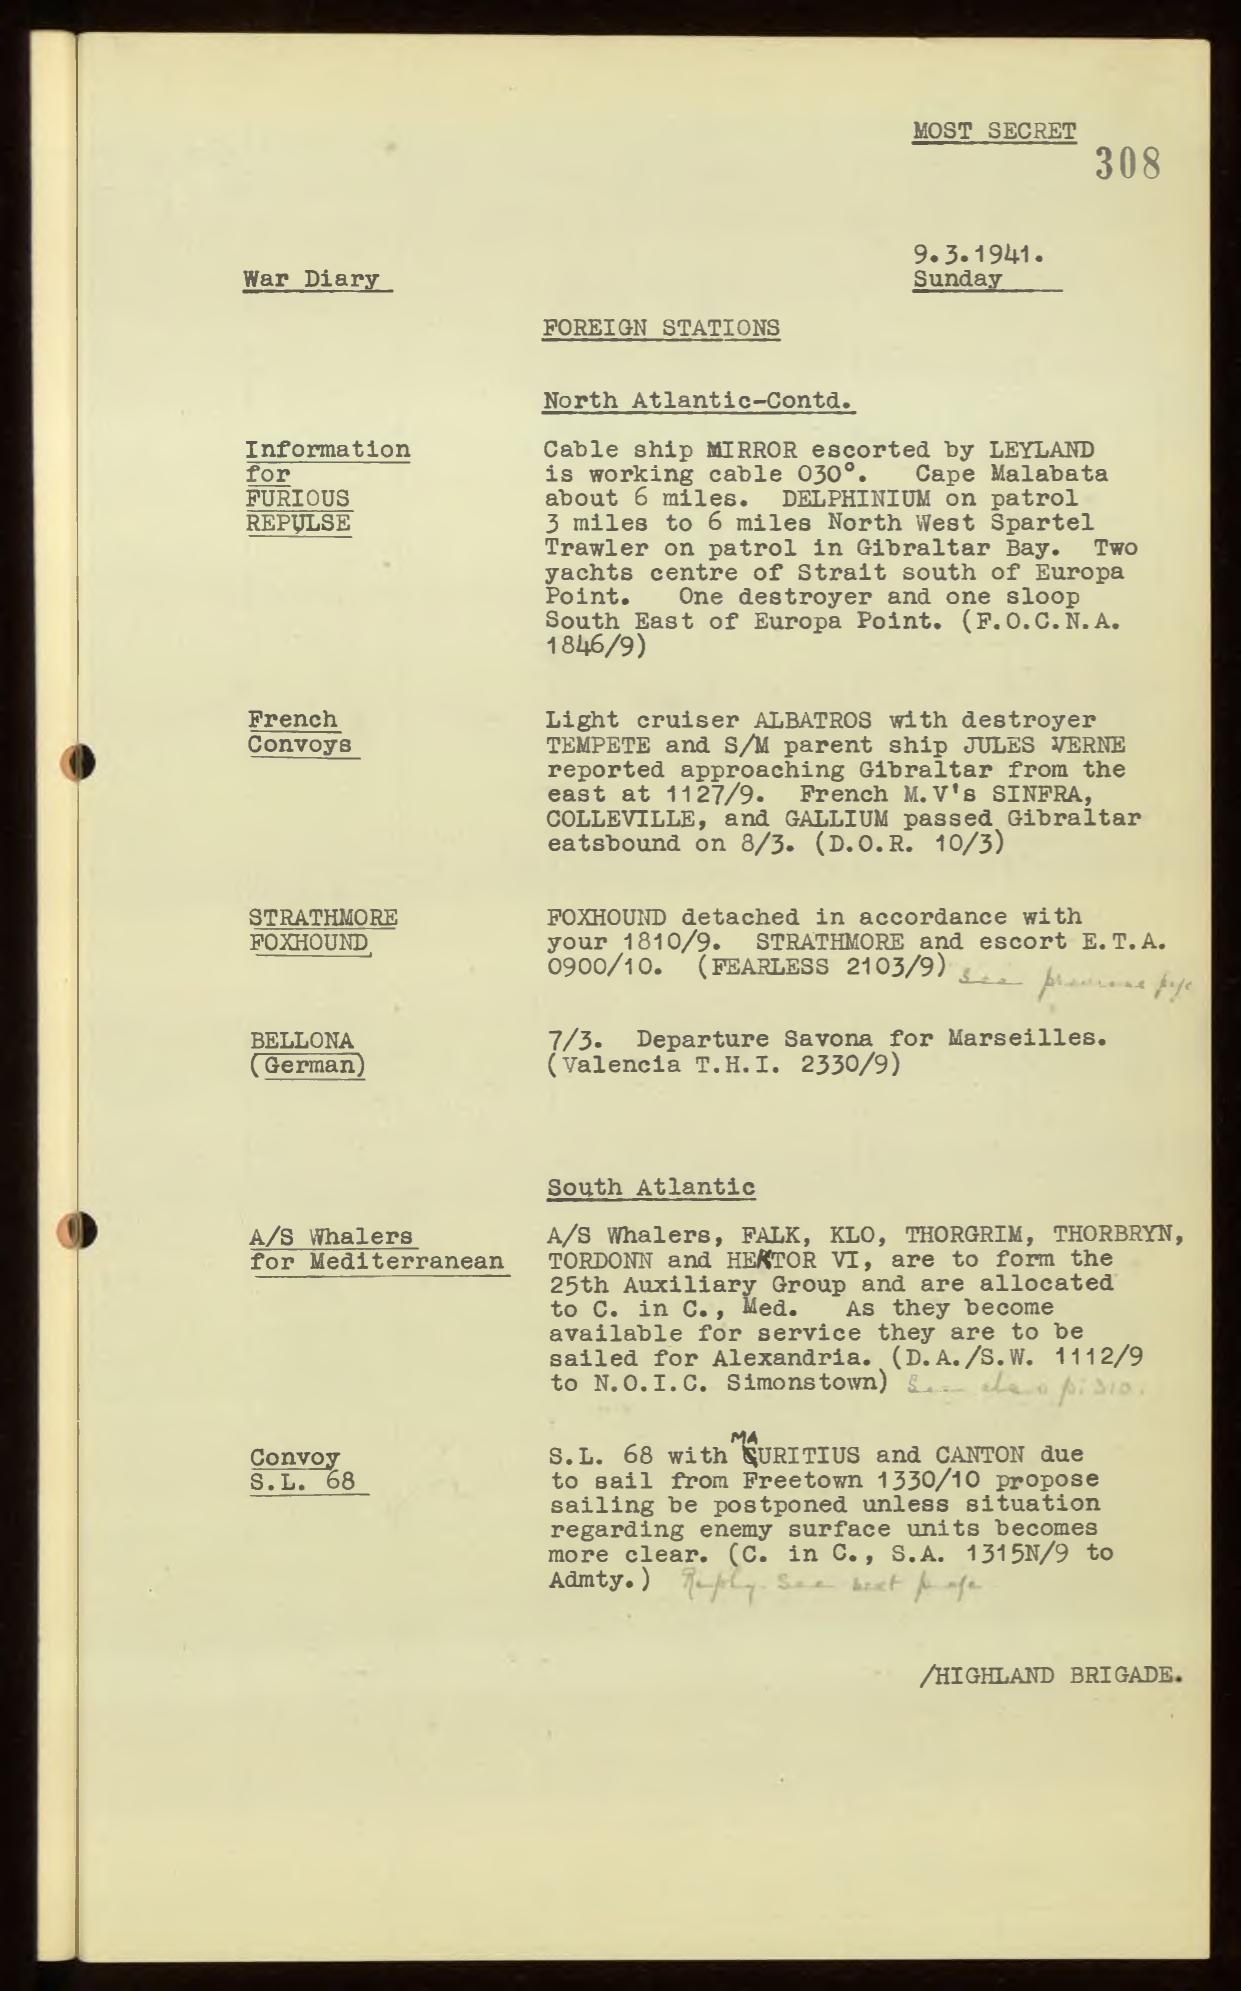 MOST SECRET
308
9.3.1941.
War Diary
Sunday
FOREIGN STATIONS
North Atlantic-Contd.
Information
for
FURIOUS
REPULSE
Cable ship MIRROR escorted by LEYLAND
is working cable 030°. Cape Malabata
about 6 miles. DELPHINIUM on patrol
3 miles to 6 miles North West Spartel
Trawler on patrol in Gibraltar Bay. Two
yachts centre of Strait south of Europa
Point. One destroyer and one sloop
South East of Europa Point. (F.O.C.N.A.
1846/9)
French
Convoys
Light cruiser ALBATROS with destroyer
TEMPETE and S/M parent ship JULES VERNE
reported approaching Gibraltar from the
east at 1127/9. French M.V's SINFRA,
COLLEVILLE, and GALLIUM passed Gibraltar
eatsbound on 8/3. (D.O.R. 10/3)
STRATHMORE
FOXHOUND
FOXHOUND detached in accordance with
your 1810/9. STRATHMORE and escort E.T.A.
0900/10. (FEARLESS 2103/9) See previous page
BELLONA
(German)
7/3. Departure Savona for Marseilles.
(Valencia T.H.I. 2330/9)
South Atlantic
A/S Whalers
for Mediterranean
A/S Whalers, FALK, KLO, THORGRIM, THORBRYN,
TORDONN and HEKTOR VI, are to form the
25th Auxiliary Group and are allocated
to C. in C., Med. As they become
available for service they are to be
sailed for Alexandria. (D.A./S.W. 1112/9
to N.O.I.C. Simonstown) See also p. 310.
Convoy
S.L. 68
S.L. 68 with MAURITIUS and CANTON due
to sail from Freetown 1330/10 propose
sailing be postponed unless situation
regarding enemy surface units becomes
more clear. (C. in C., S.A. 1315N/9 to
Admty.) Reply. See next page
/HIGHLAND BRIGADE.